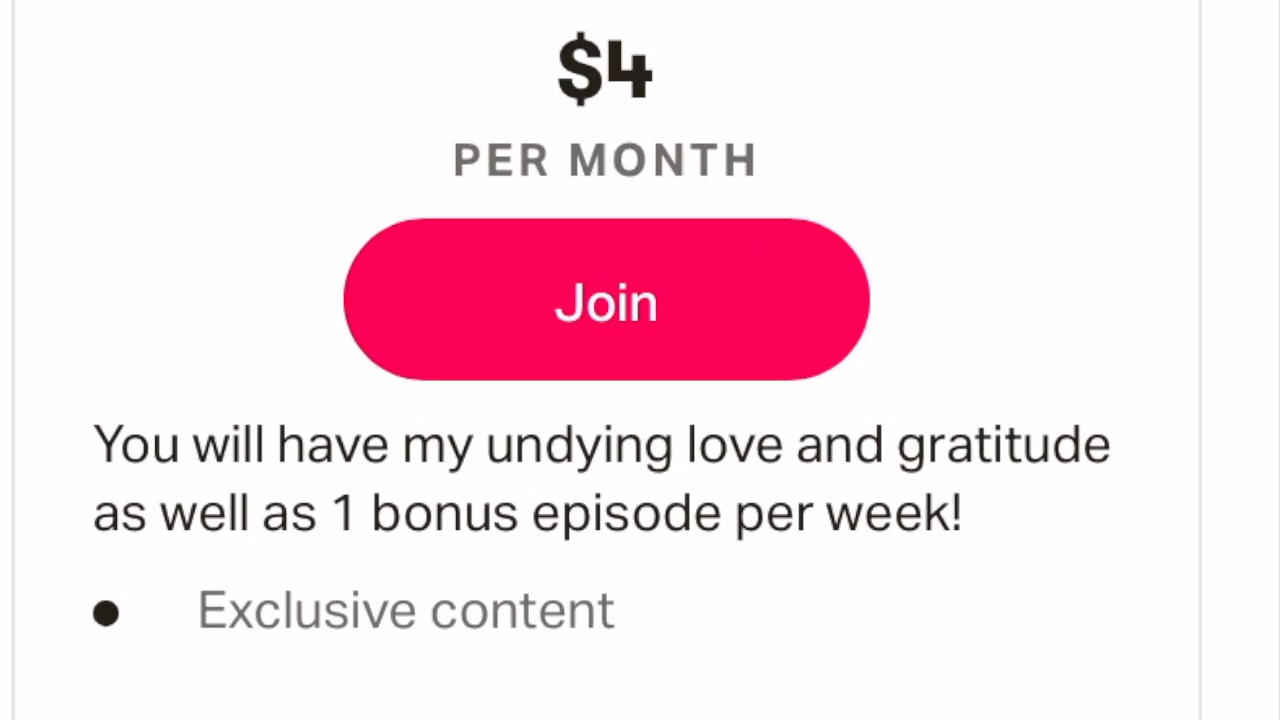 $4
PER MONTH
Join
You will have my undying love and gratitude
as well as 1 bonus episode per week!
● Exclusive content